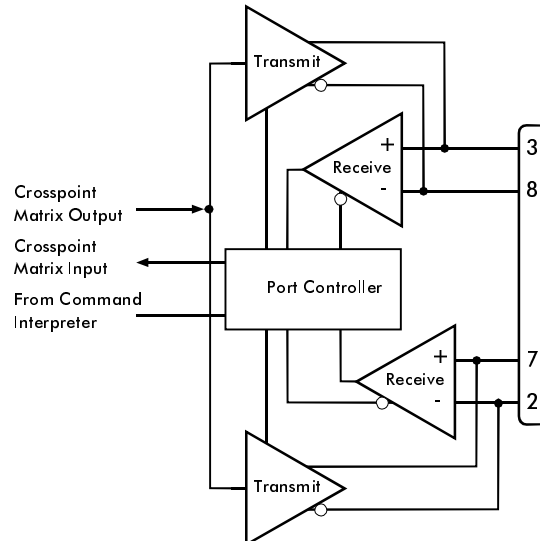 Transmit
+
Receive
-
3
8
Crosspoint
Matrix Output
Crosspoint
Matrix Input
From Command
Interpreter
Port Controller
+
Receive
-
7
2
Transmit